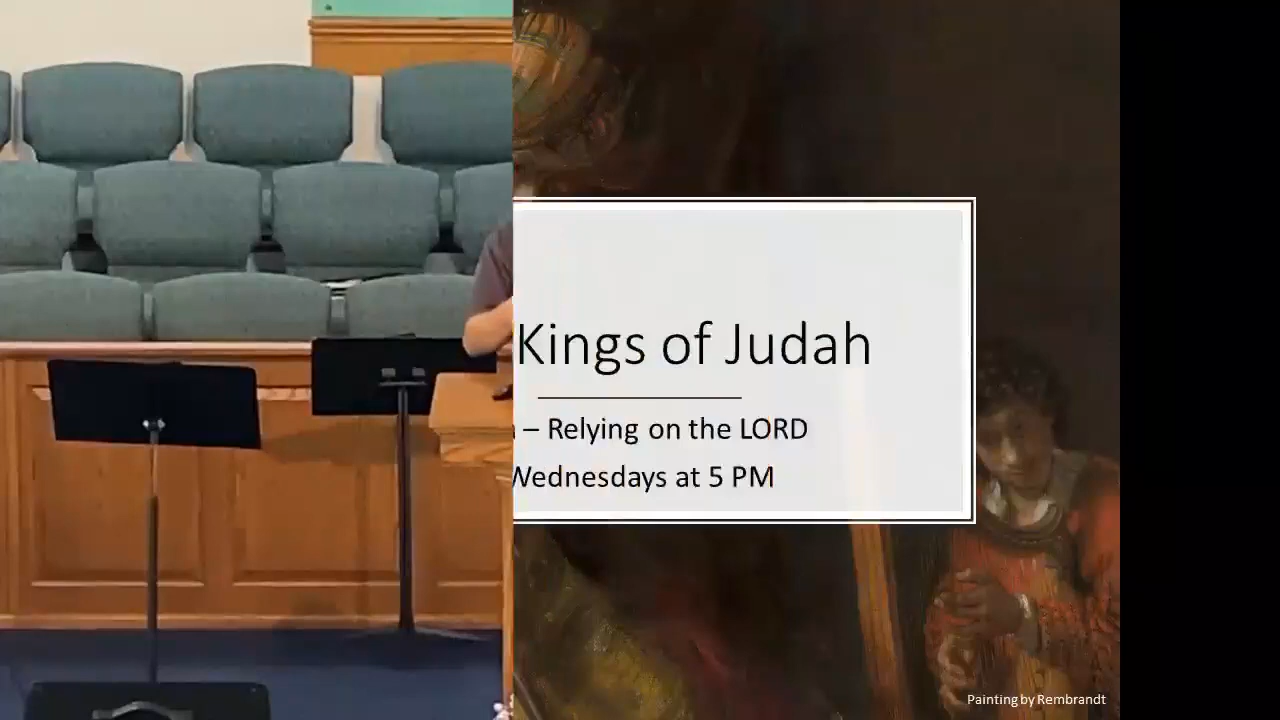 Kings of Judah
– Relying on the LORD
Wednesdays at 5 PM
Painting by Rembrandt